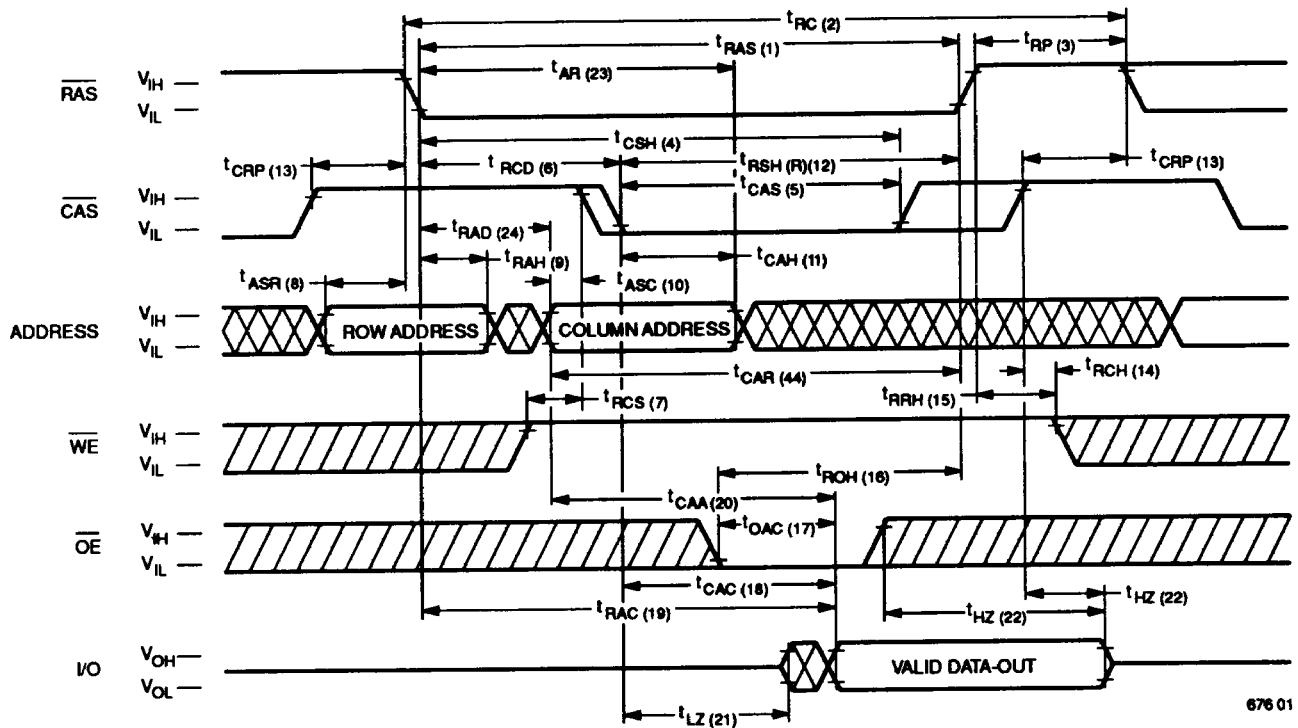 tRC (2)
tRAS (1)
tRP (3)
tAR (23)
RAS
VIH
VIL
tCSH (4)
tCRP (13)
tRCD (6)
tRSH (R)(12)
tCRP (13)
tCAS (5)
CAS
VIH
VIL
tRAD (24)
tRAH (9)
tCAH (11)
tASR (8)
tASC (10)
ADDRESS
VIH
VIL
ROW ADDRESS
COLUMN ADDRESS
tCAR (44)
tRCH (14)
tRCS (7)
tRRH (15)
WE
VIH
VIL
tROH (16)
tCAA (20)
tOAC (17)
OE
VIH
VIL
tCAC (18)
tRAC (19)
tHZ (22)
tHZ (22)
I/O
VOH
VOL
VALID DATA-OUT
tLZ (21)
676 01